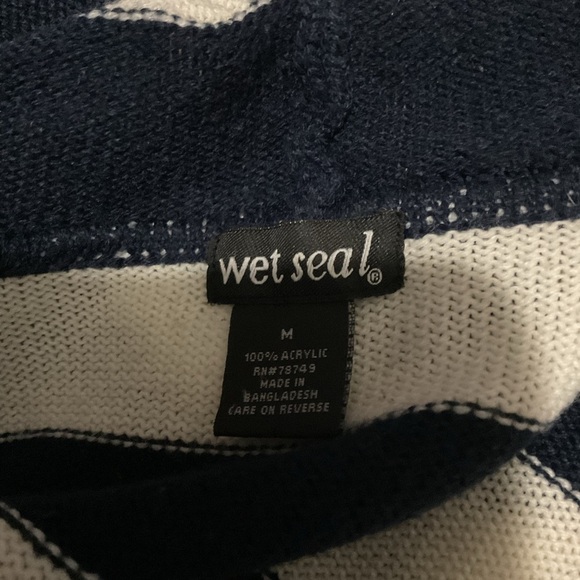 wet seal®
M
100% ACRYLIC
RN#78749
MADE IN
BANGLADESH
CARE ON REVERSE